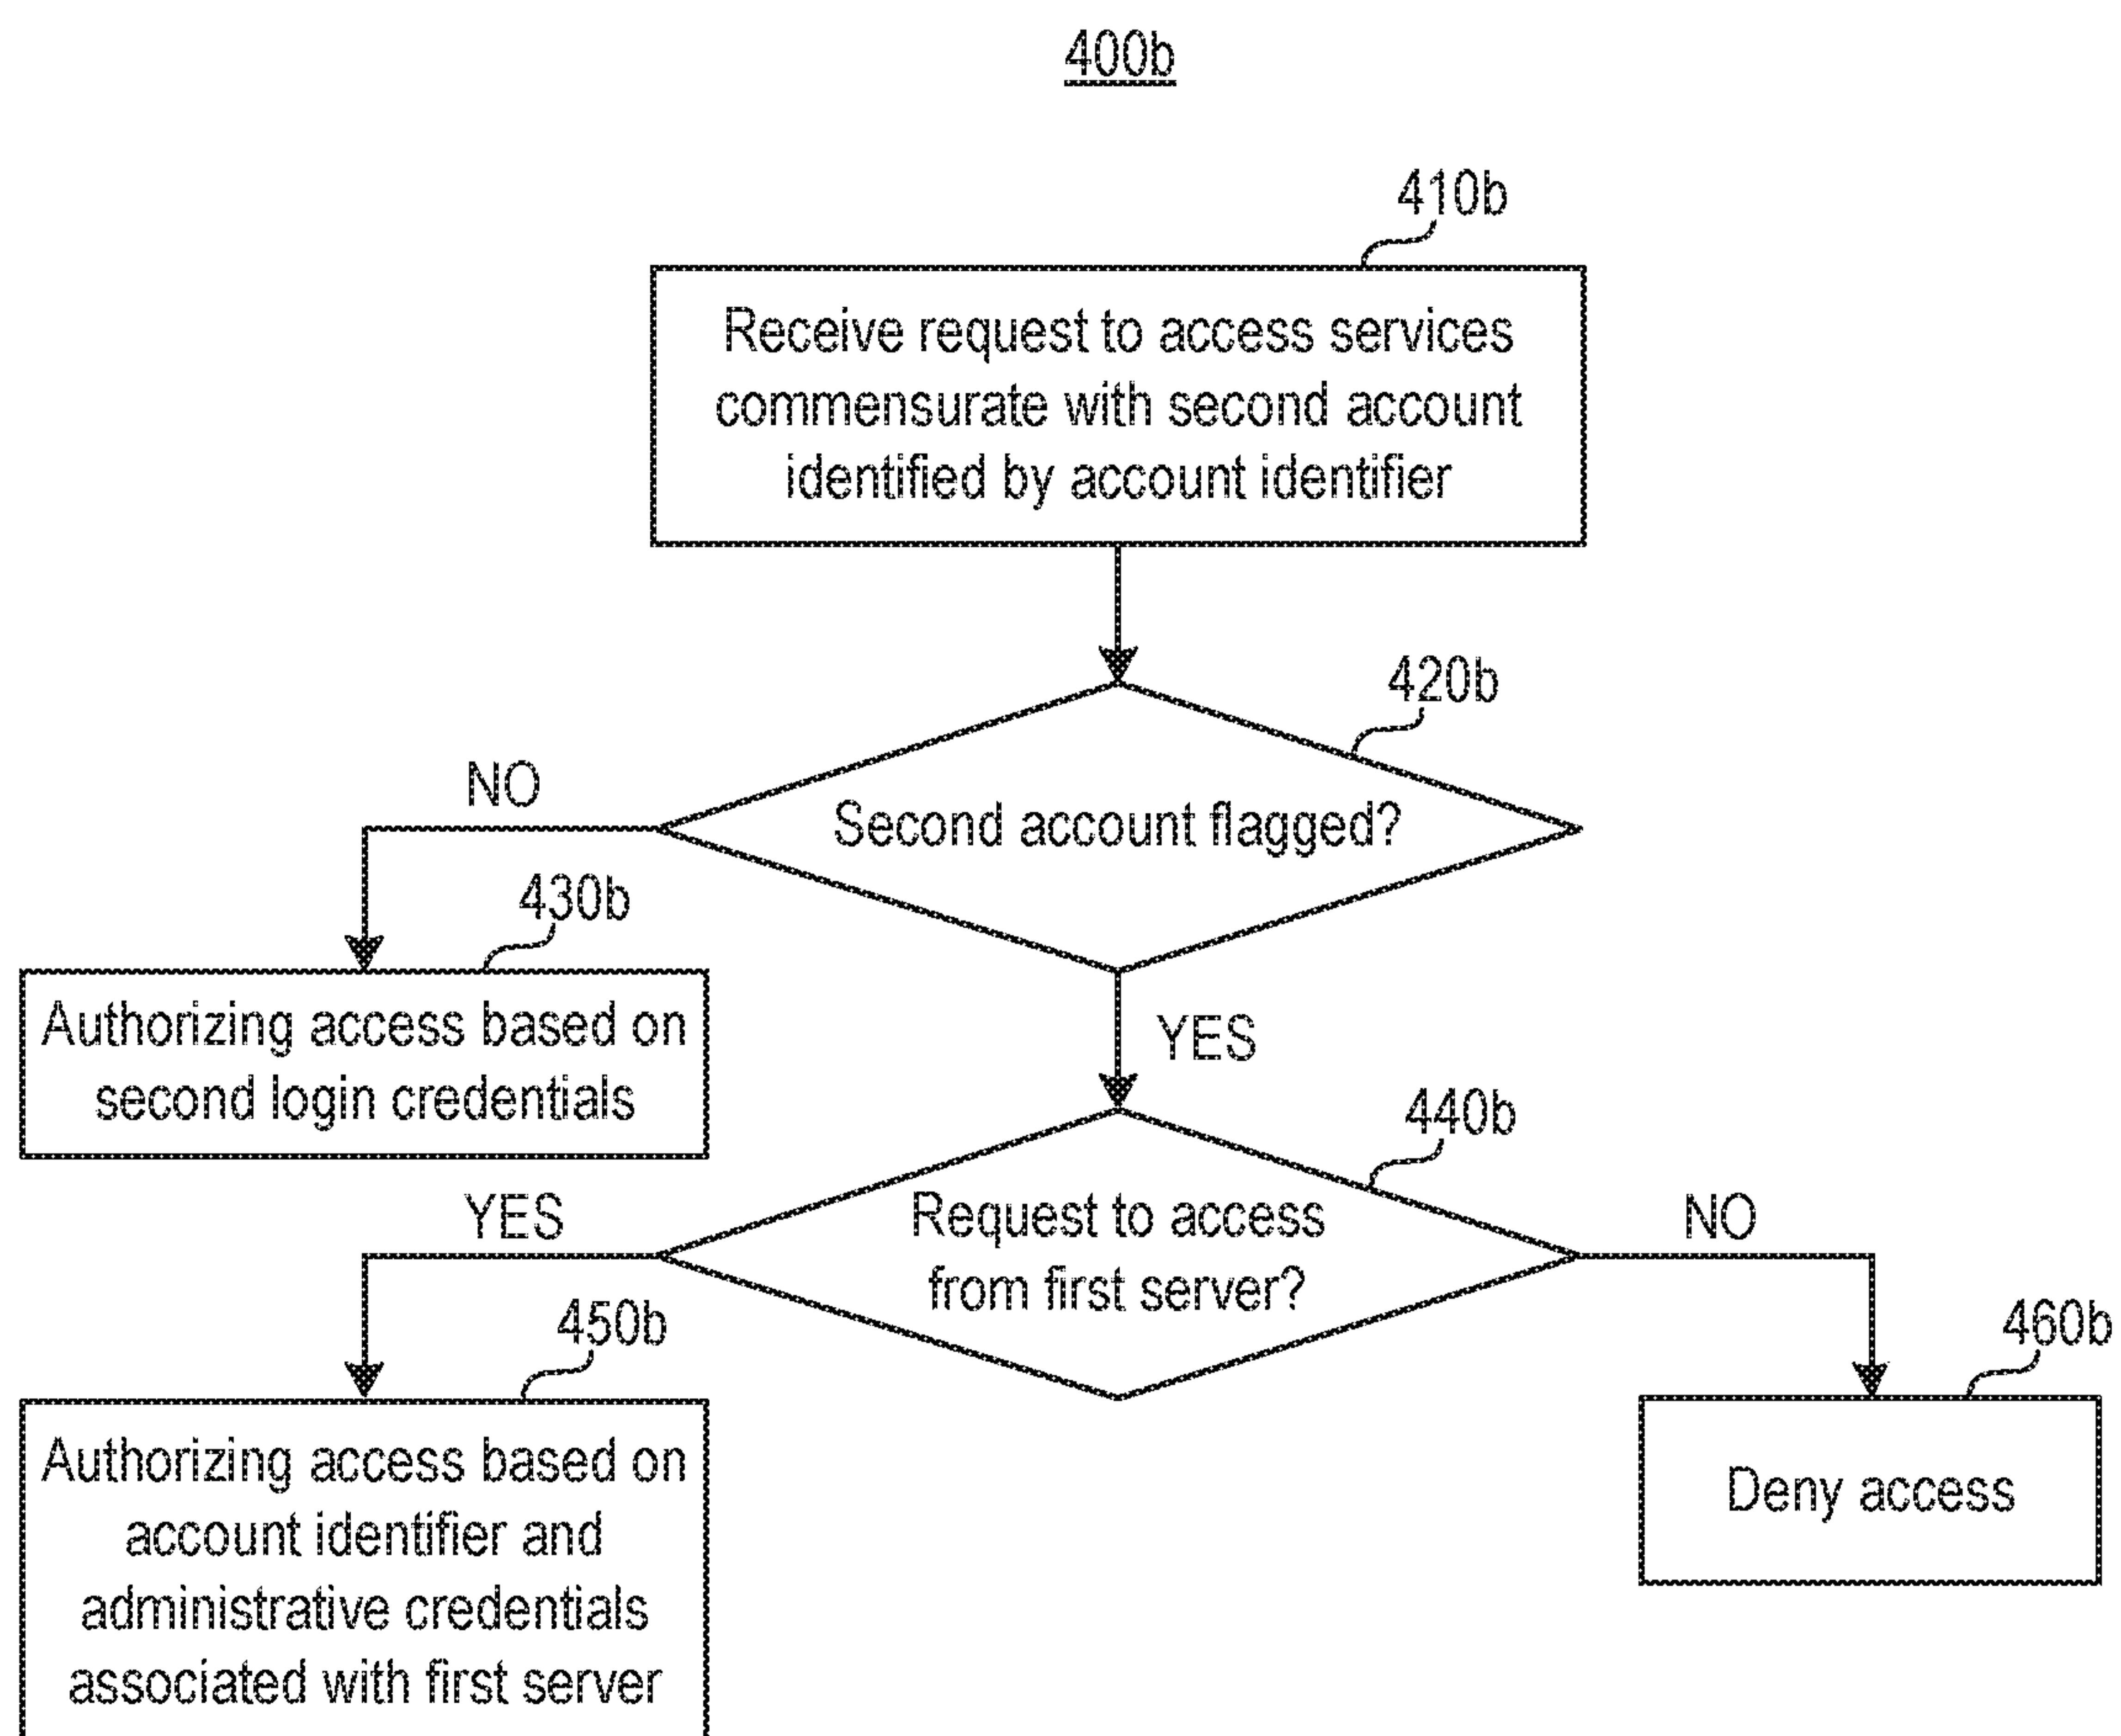 400b
410b
Receive request to access services
commensurate with second account
identified by account identifier
420b
Second account flagged?
NO
430b
Authorizing access based on
second login credentials
YES
440b
Request to access
from first server?
YES
NO
450b
Authorizing access based on
account identifier and
administrative credentials
associated with first server
460b
Deny access